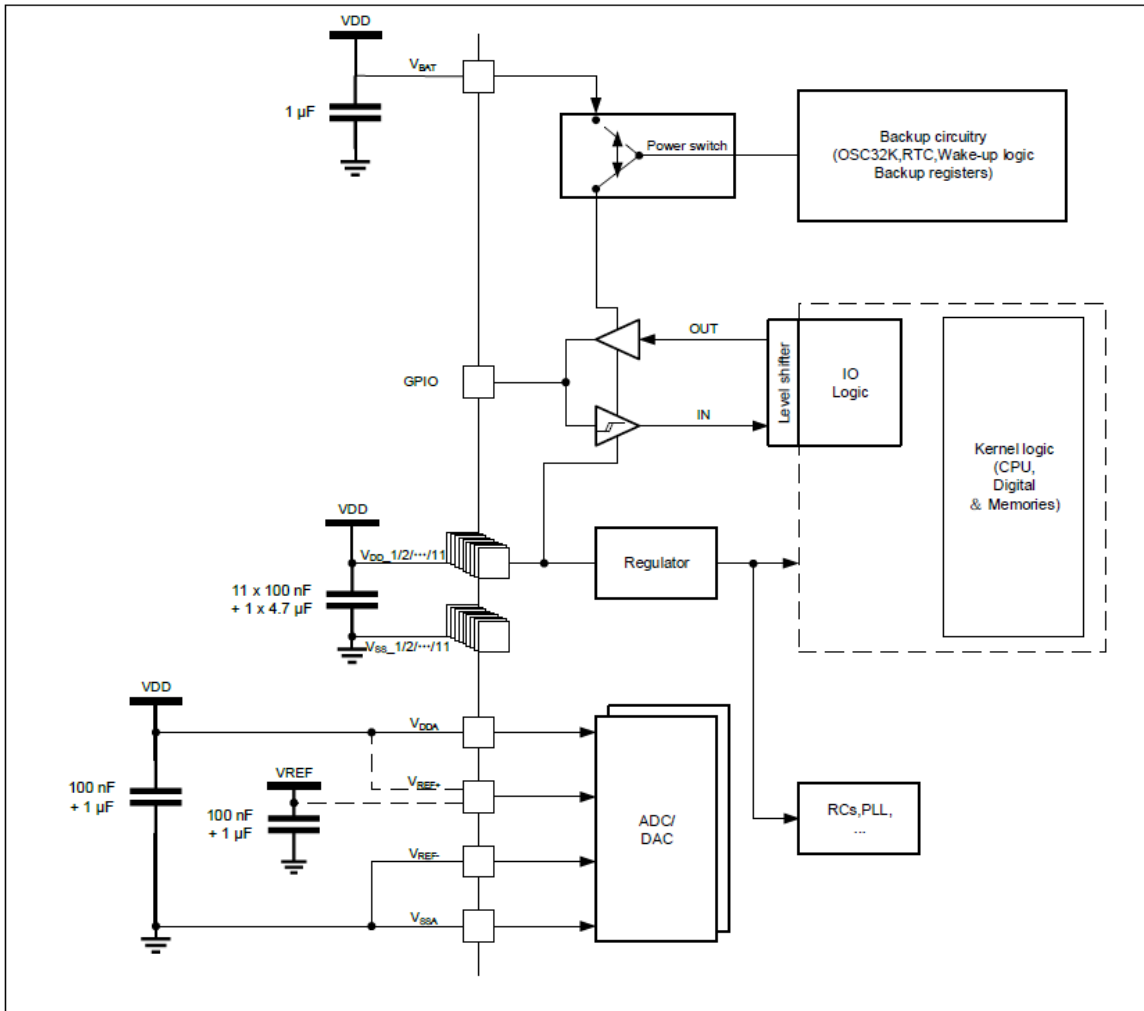 VDD
VBAT
1 µF
Power switch
Backup circuitry
(OSC32K,RTC,Wake-up logic
Backup registers)
OUT
GPIO
Level shifter
IO
Logic
IN
Kernel logic
(CPU,
Digital
& Memories)
VDD
VDD_1/2/···/11
Regulator
11 x 100 nF
+ 1 x 4.7 µF
VSS_1/2/···/11
VDD
VDDA
VREF
VREF+
100 nF
+ 1 µF
100 nF
+ 1 µF
ADC/
DAC
RCs,PLL,
...
VREF-
VSSA